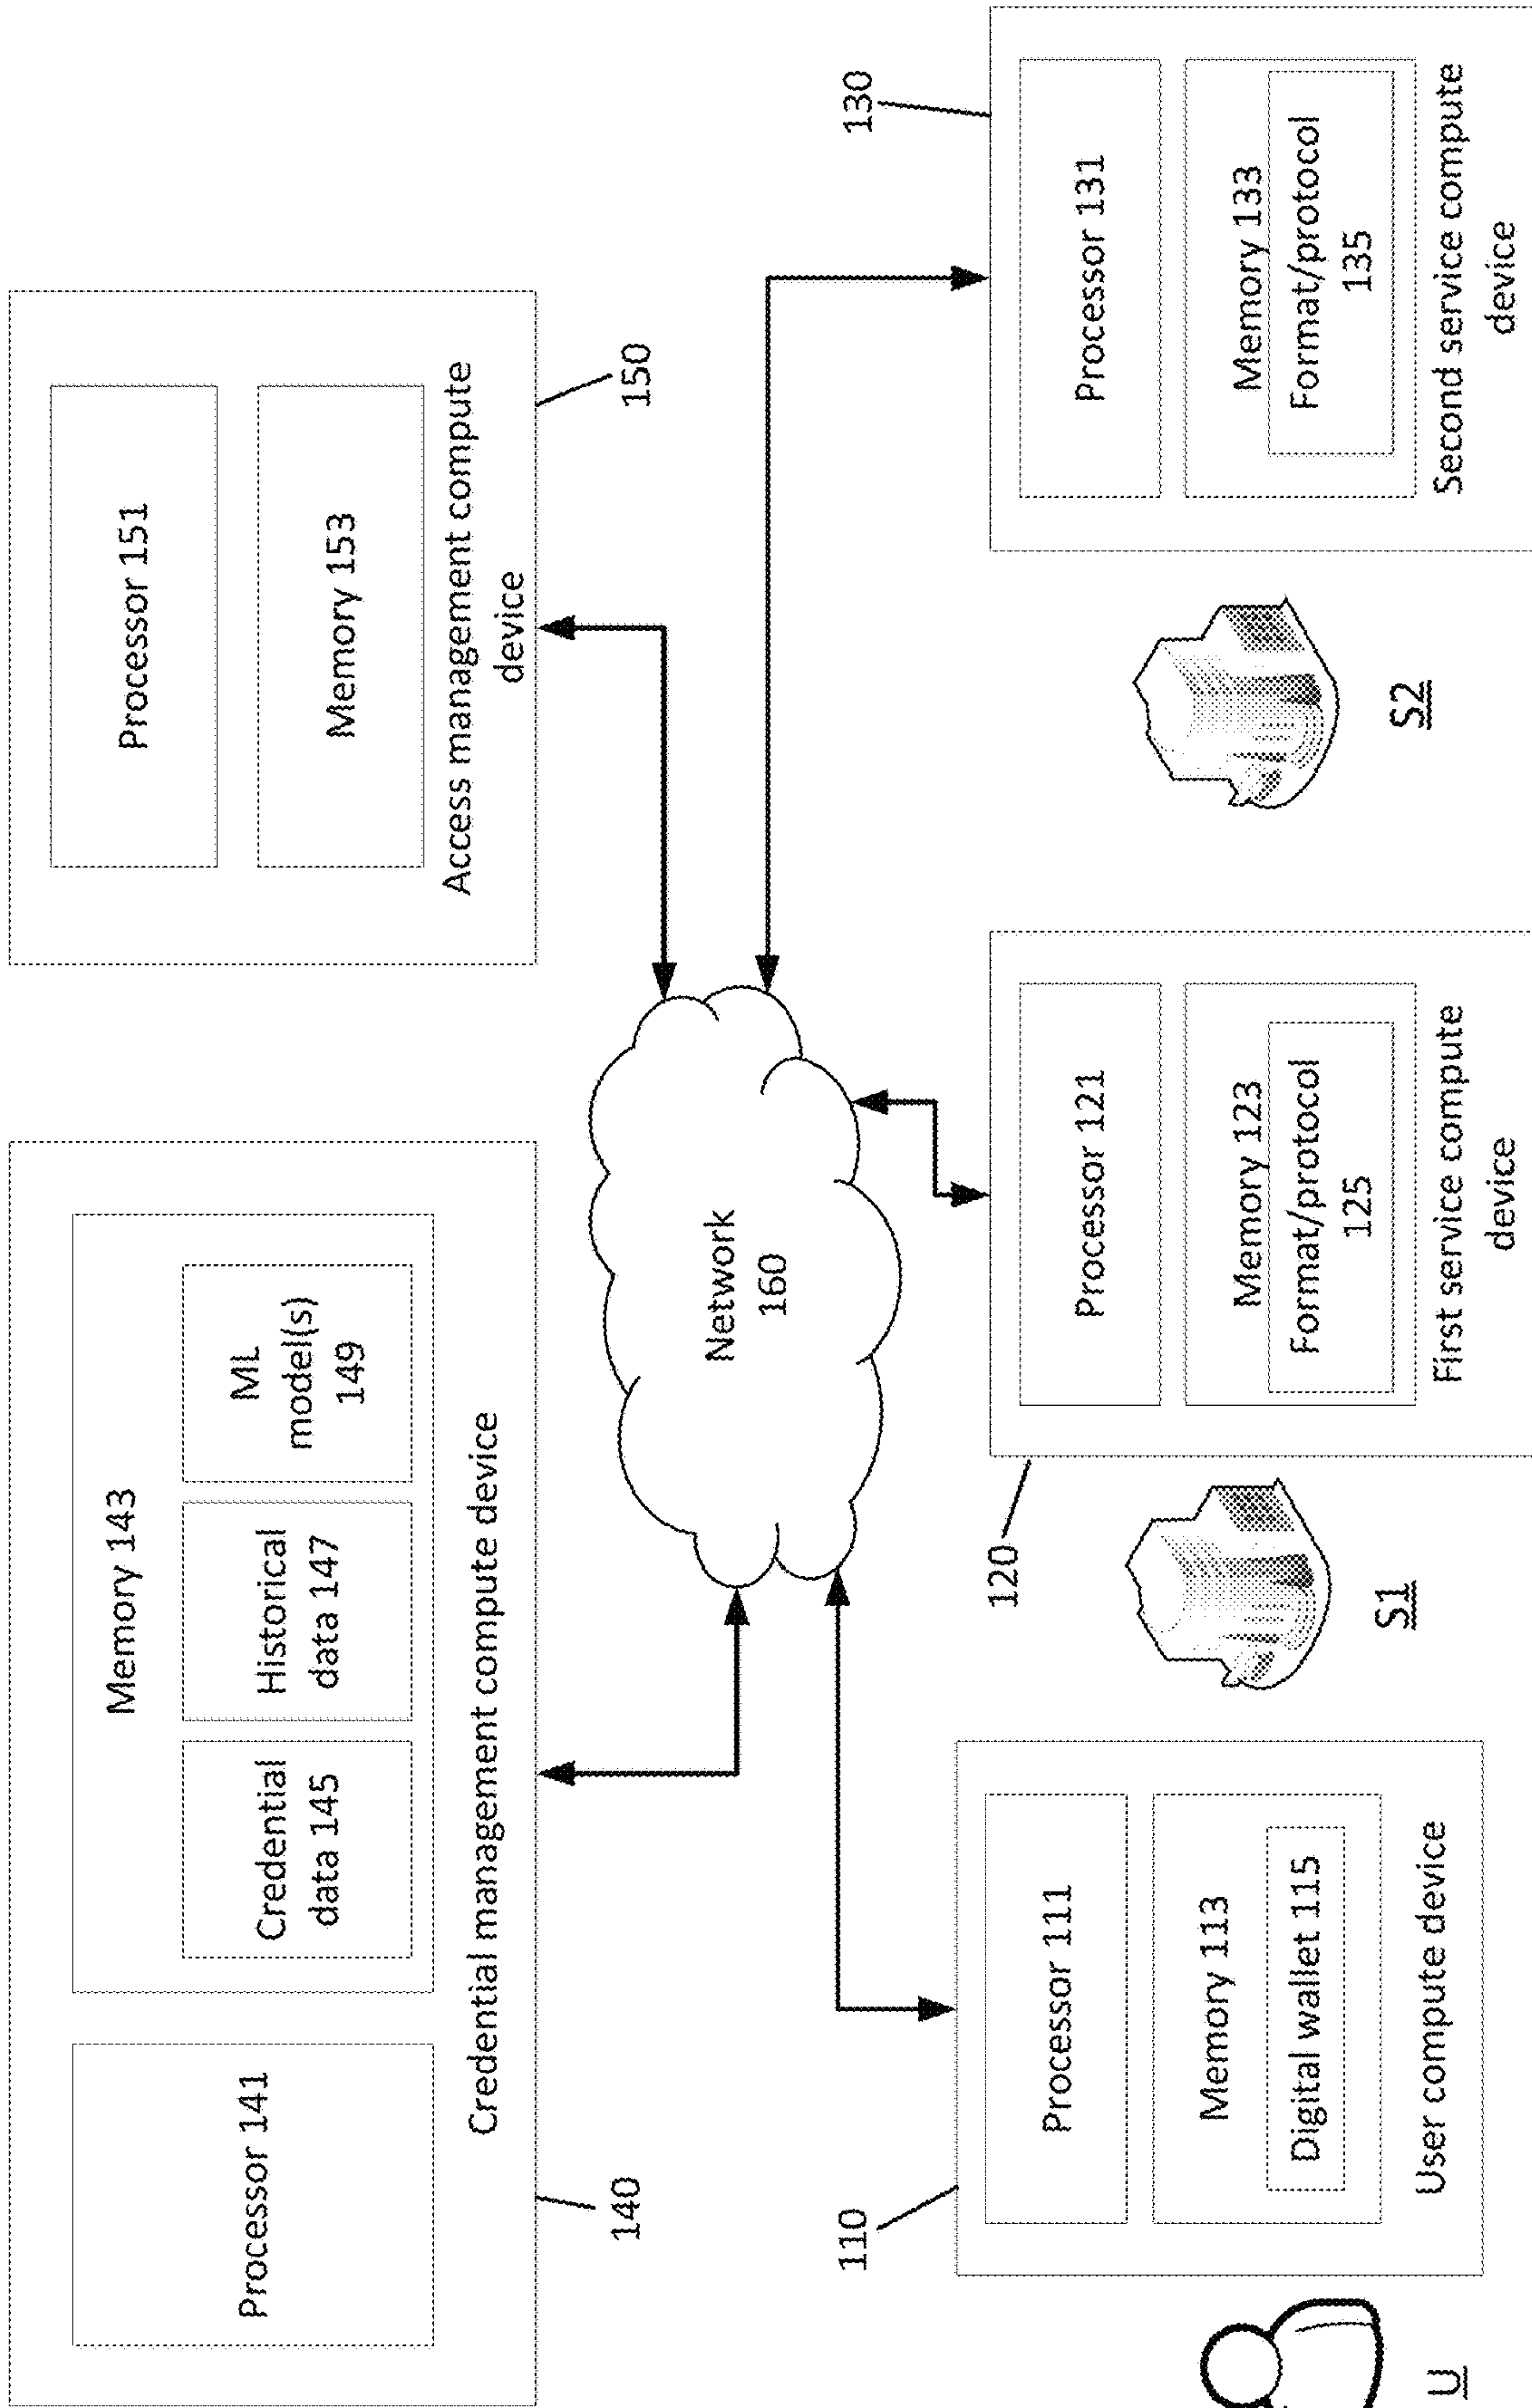 Processor 141
Memory 143
Credential
data 145
Historical
data 147
ML
model(s)
149
Credential management compute device
140
Processor 151
Memory 153
Access management compute
device
150
Network
160
110
Processor 111
Memory 113
Digital wallet 115
User compute device
U
S1
120
Processor 121
Memory 123
Format/protocol
125
First service compute
device
S2
130
Processor 131
Memory 133
Format/protocol
135
Second service compute
device